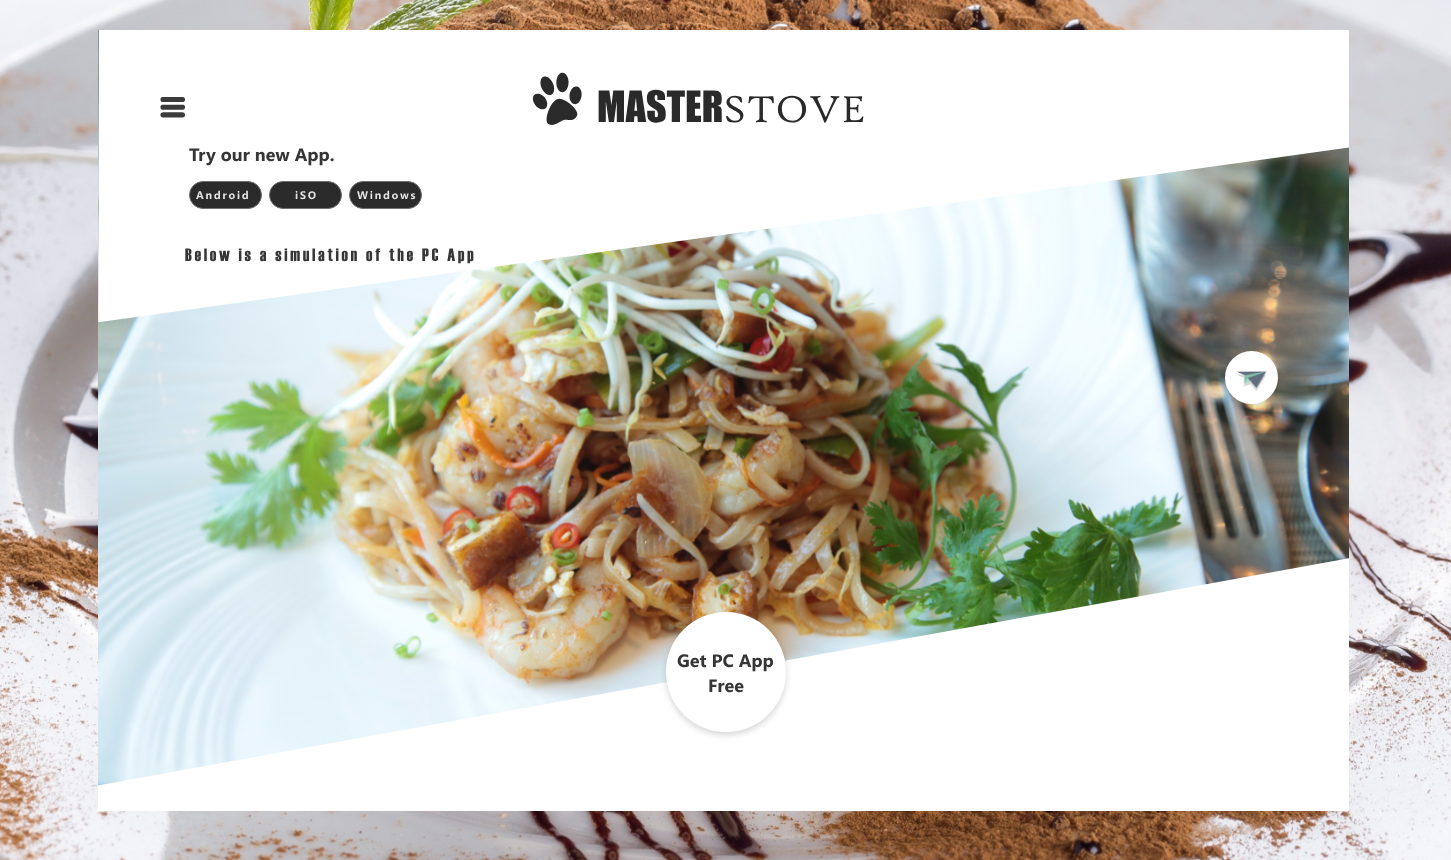 MASTERSTOVE
Try our new App.
Android iSO Windows
Below is a simulation of the PC App
Get PC App
Free